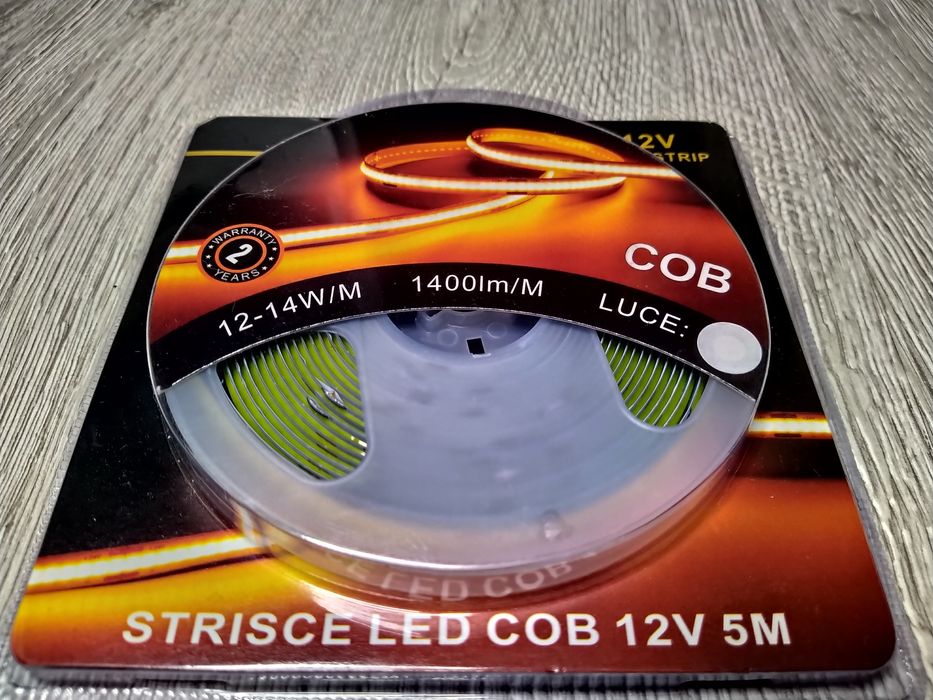 12V
STRIP
WARRANTY
2
YEARS
COB
12-14W/M 1400lm/M LUCE:
LED COB
STRISCE LED COB 12V 5M